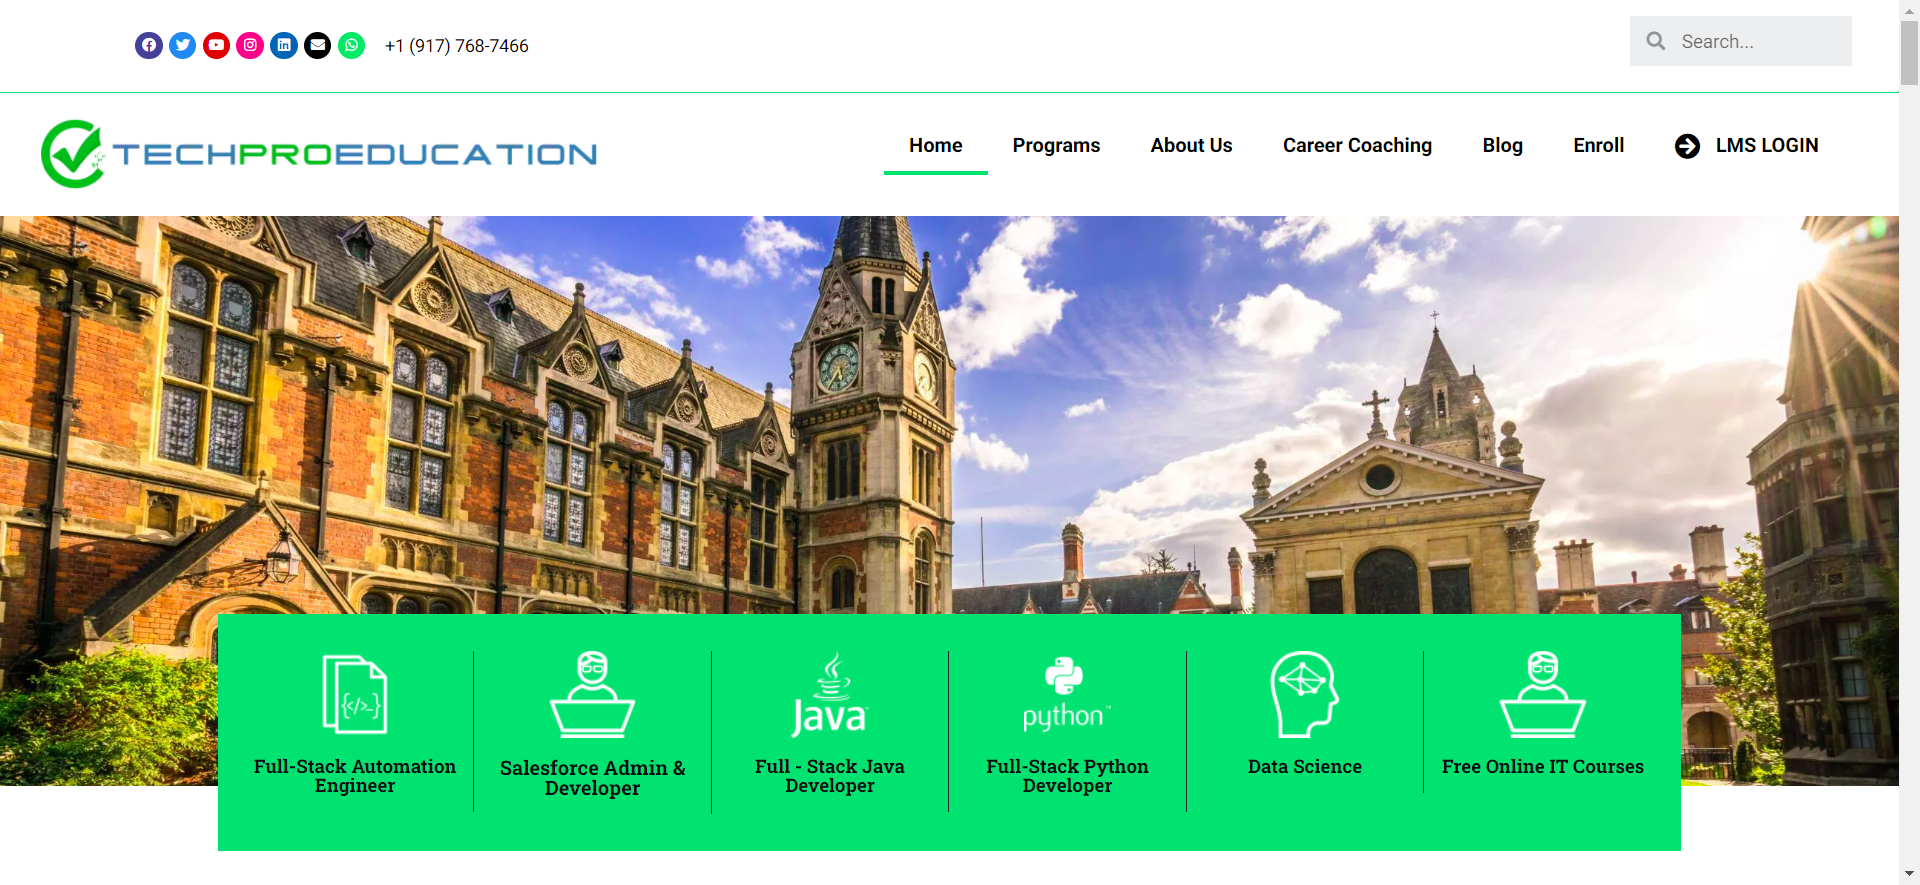 +1 (917) 768-7466
Search...
TECHPROEDUCATION
Home
Programs
About Us
Career Coaching
Blog
Enroll
LMS LOGIN
</>_
Java
python
Full-Stack Automation
Engineer
Salesforce Admin &
Developer
Full - Stack Java
Developer
Full-Stack Python
Developer
Data Science
Free Online IT Courses